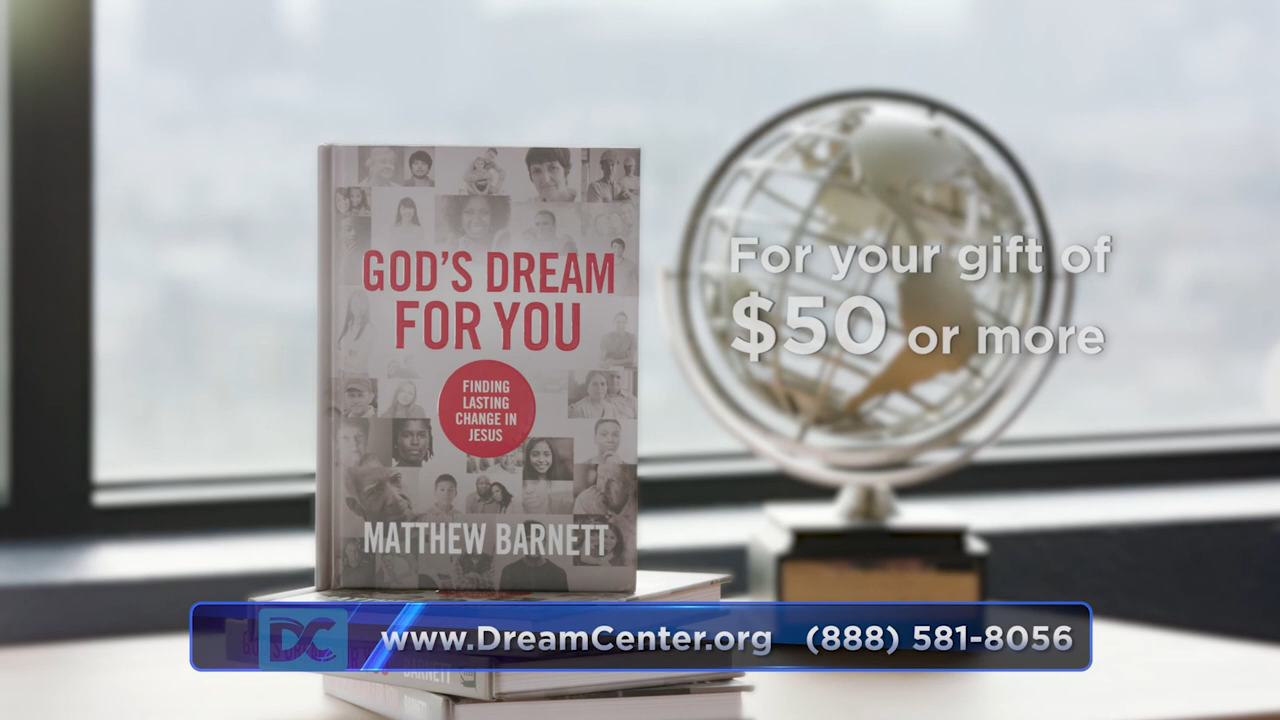 GOD'S DREAM
FOR YOU
FINDING
LASTING
CHANGE IN
JESUS
MATTHEW BARNETT
For your gift of
$50 or more
DC
www.DreamCenter.org (888) 581-8056
BARNETT
BARNETT